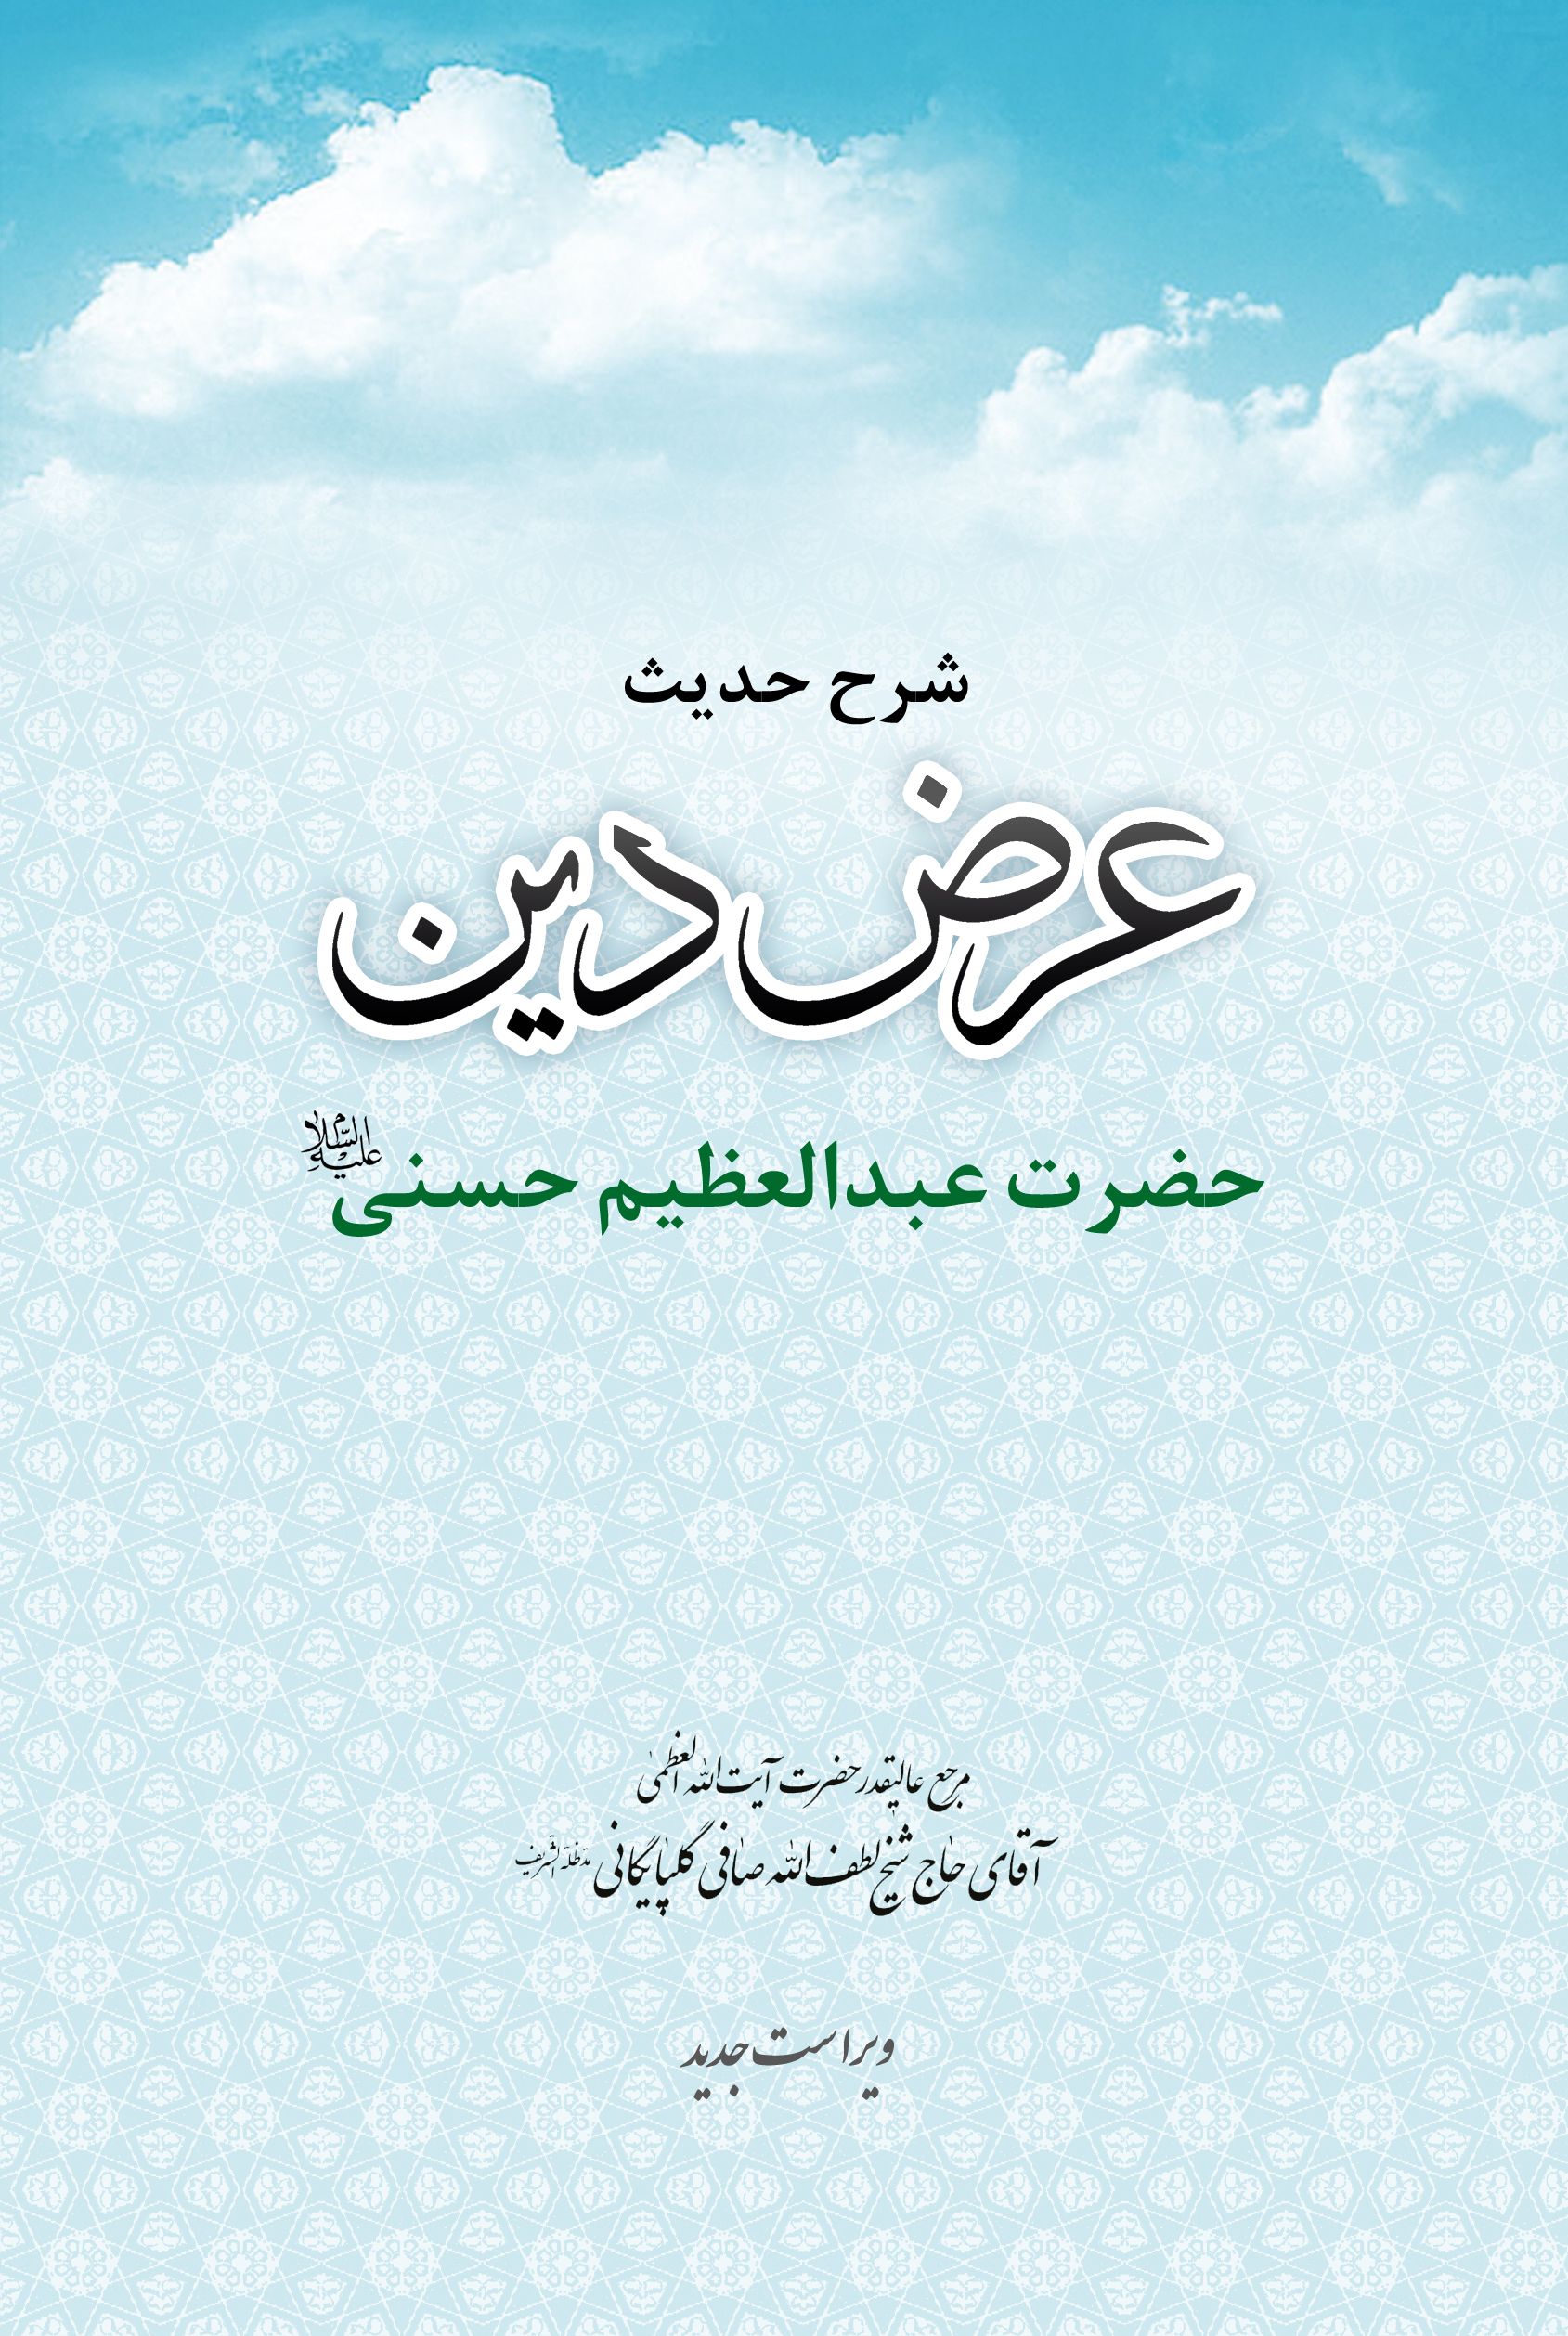 شرح حدیث
عرض دین
حضرت عبدالعظیم حسنی علیه السلام
مرجع عالیقدر حضرت آیت الله العظمی
آقای حاج شیخ لطف الله صافی گلپایگانی مدظله الشریف
ویراست جدید